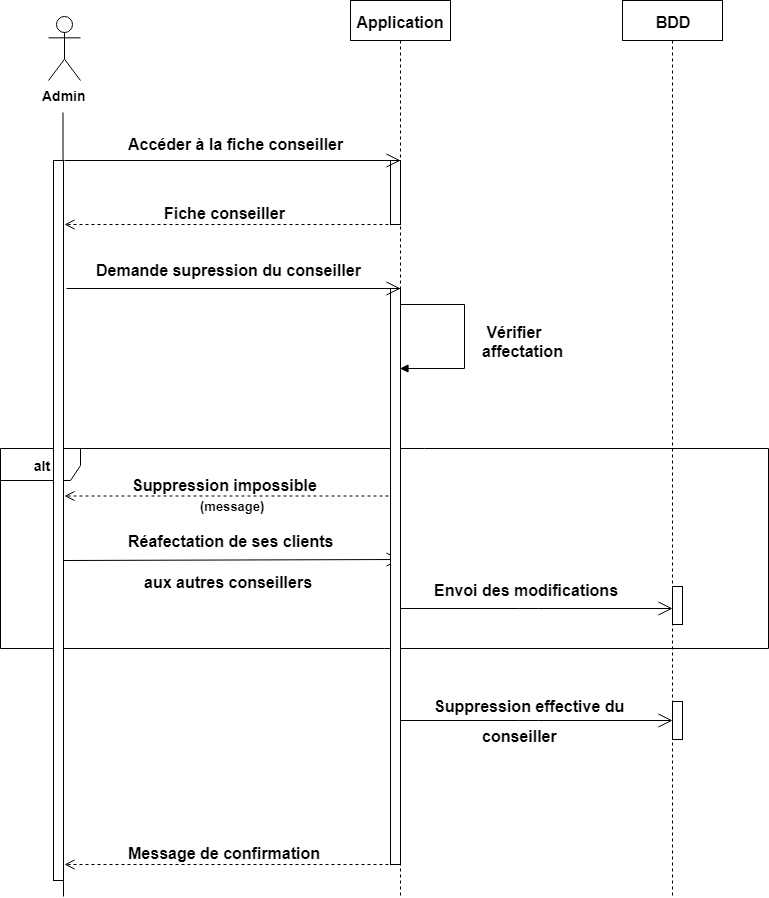 Application
BDD
Admin
Accéder à la fiche conseiller
Fiche conseiller
Demande supression du conseiller
Vérifier
affectation
alt
Suppression impossible
(message)
Réafectation de ses clients
aux autres conseillers
Envoi des modifications
Suppression effective du
conseiller
Message de confirmation